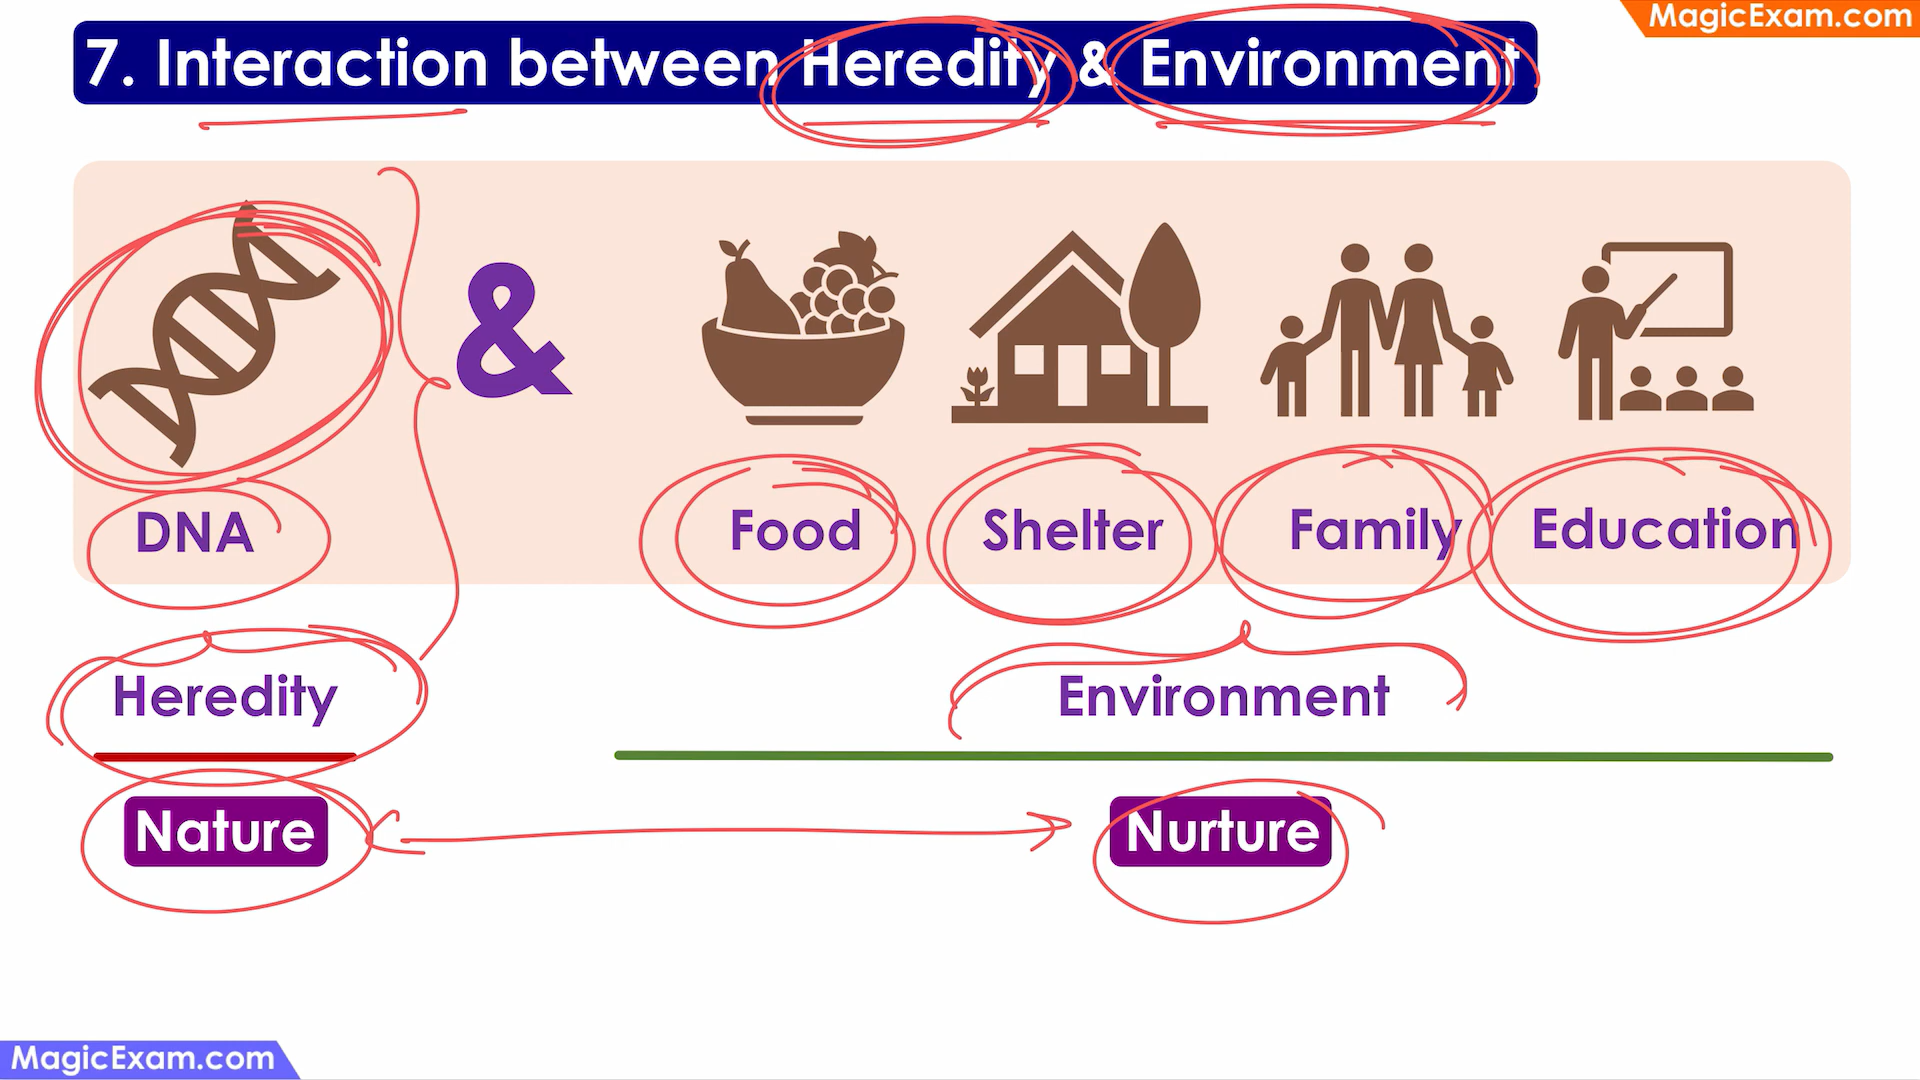 MagicExam.com
7. Interaction between Heredity & Environment
&
DNA Food Shelter Family Education
Heredity Environment
Nature Nurture
MagicExam.com